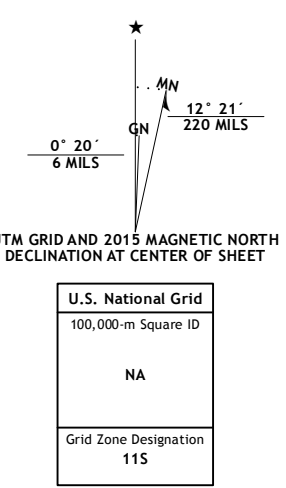 ★
MN
GN
12° 21´
220 MILS
0° 20´
6 MILS
UTM GRID AND 2015 MAGNETIC NORTH
DECLINATION AT CENTER OF SHEET
U.S. National Grid
100,000-m Square ID
NA
Grid Zone Designation
11S